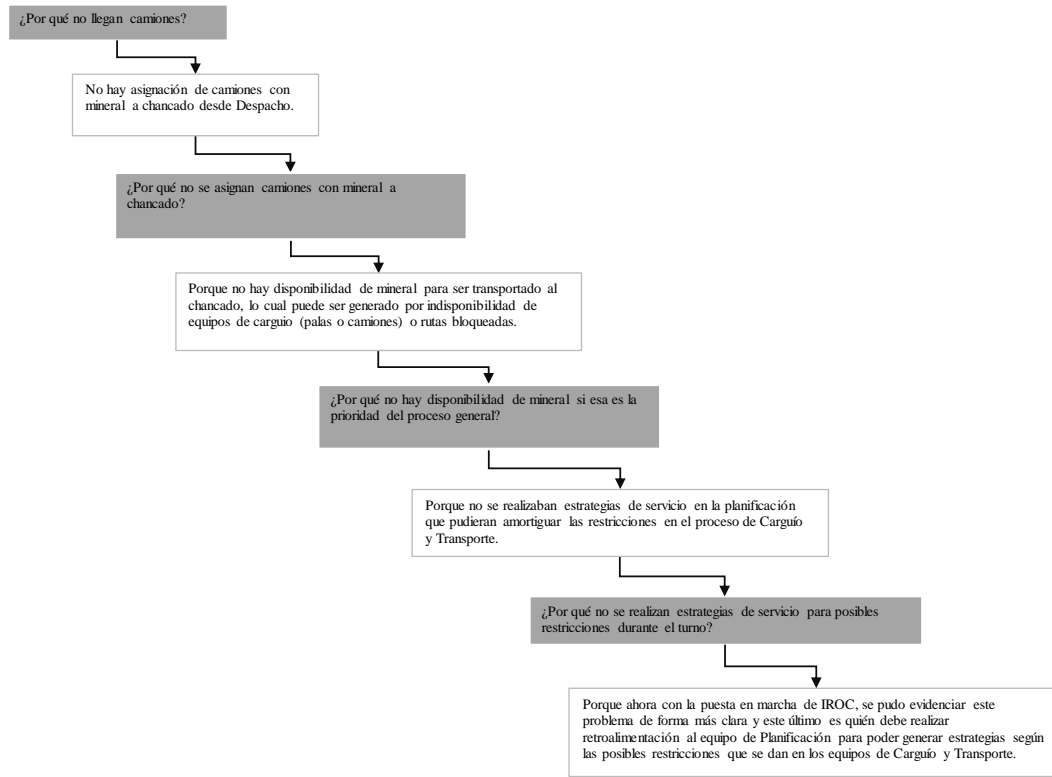 ¿Por qué no llegan camiones?
No hay asignación de camiones con
mineral a chancado desde Despacho.
¿Por qué no se asignan camiones con mineral a
chancado?
Porque no hay disponibilidad de mineral para ser transportado al
chancado, lo cual puede ser generado por indisponibilidad de
equipos de carguio (palas o camiones) o rutas bloqueadas.
¿Por qué no hay disponibilidad de mineral si esa es la
prioridad del proceso general?
Porque no se realizaban estrategias de servicio en la planificación
que pudieran amortiguar las restricciones en el proceso de Carguío
y Transporte.
¿Por qué no se realizan estrategias de servicio para posibles
restricciones durante el turno?
Porque ahora con la puesta en marcha de IROC, se pudo evidenciar este
problema de forma más clara y este último es quién debe realizar
retroalimentación al equipo de Planificación para poder generar estrategias según
las posibles restricciones que se dan en los equipos de Carguío y Transporte.